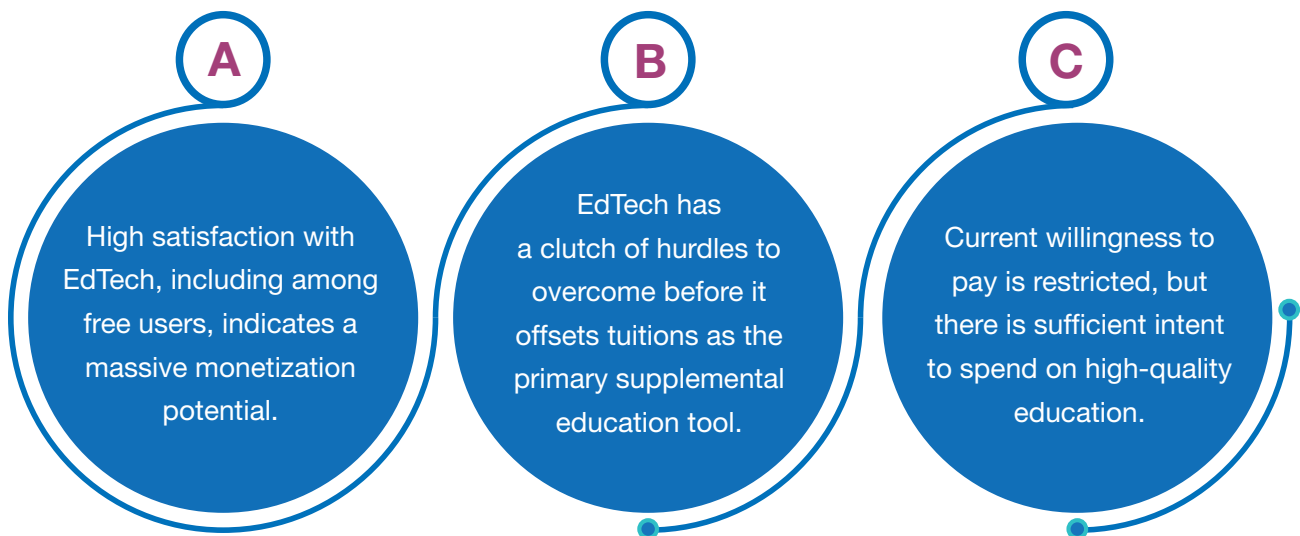 A
High satisfaction with
EdTech, including among
free users, indicates a
massive monetization
potential.
B
EdTech has
a clutch of hurdles to
overcome before it
offsets tuitions as the
primary supplemental
education tool.
C
Current willingness to
pay is restricted, but
there is sufficient intent
to spend on high-quality
education.